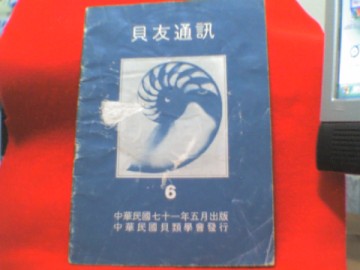 貝友通訊
6
中華民國七十一年五月出版
中華民國貝類學會發行